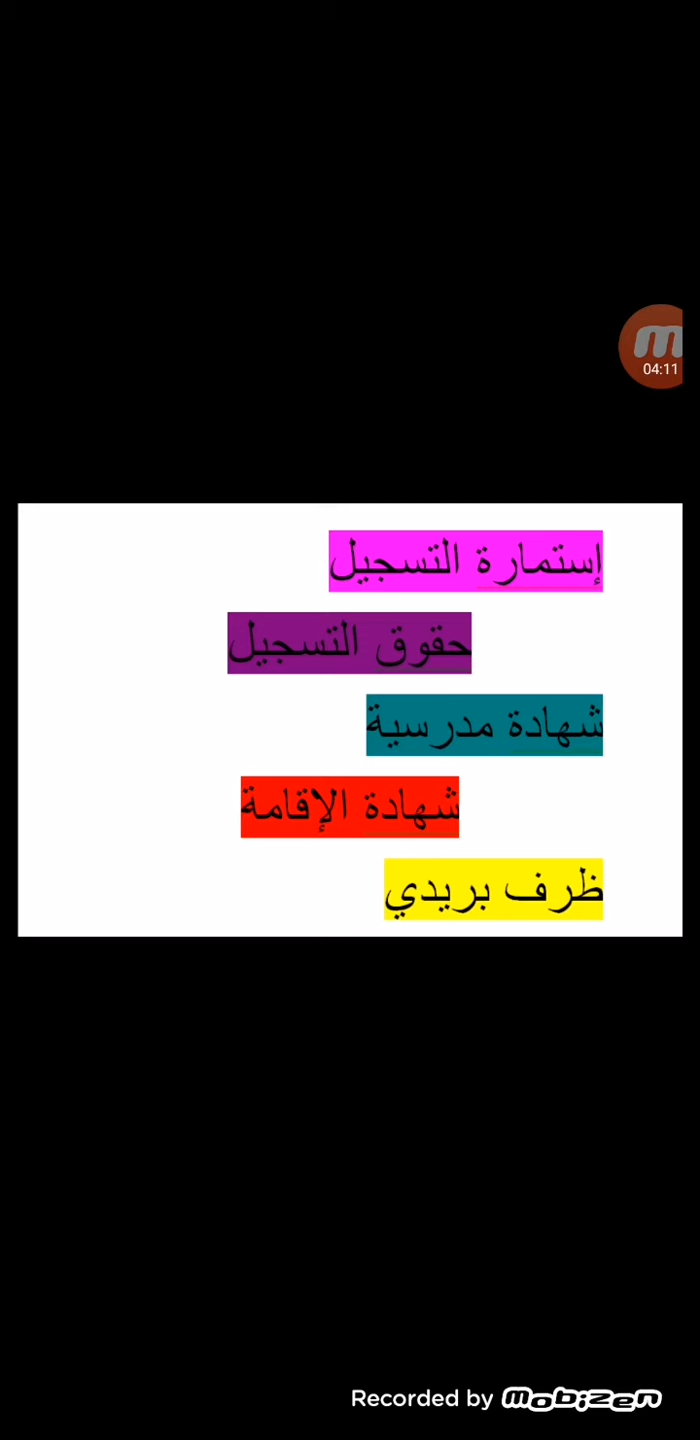 04:11
إستمارة التسجيل
حقوق التسجيل
شهادة مدرسية
شهادة الإقامة
ظرف بريدي
Recorded by mobizen